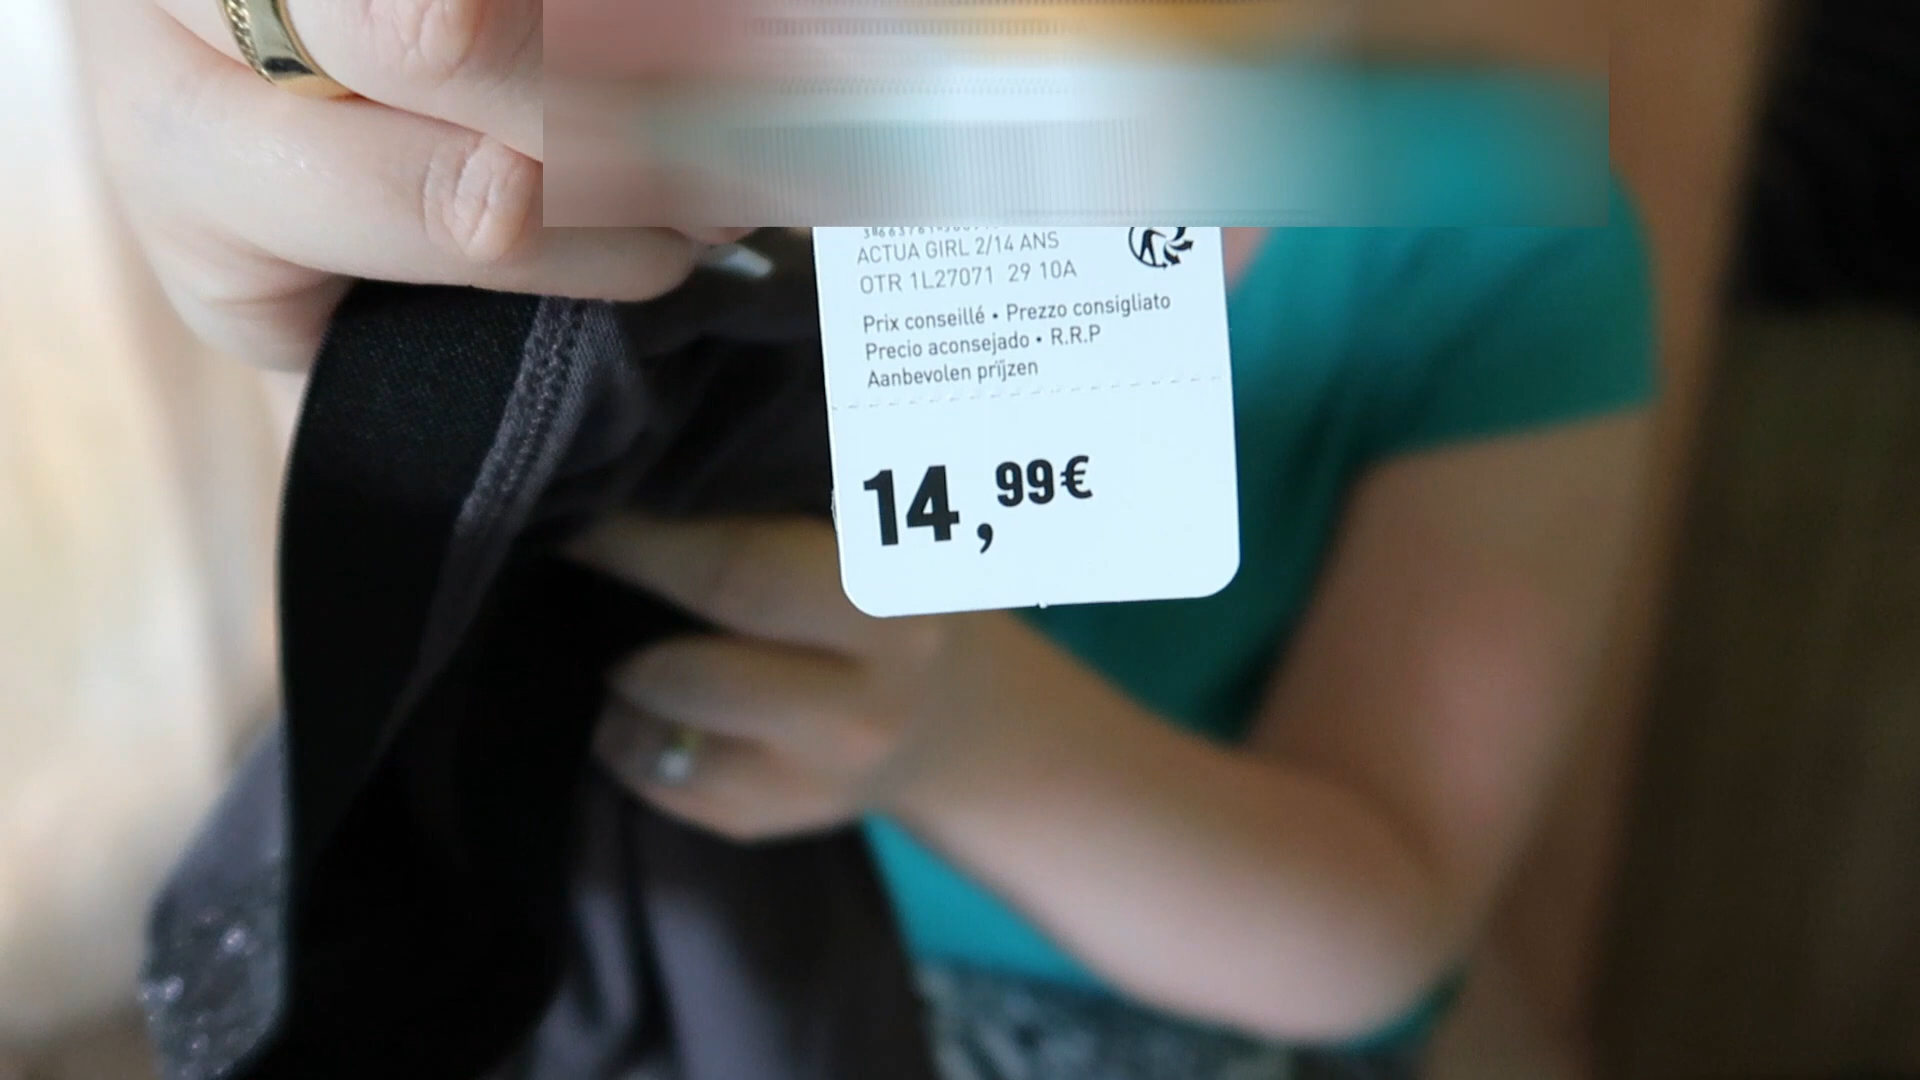 ACTUA GIRL 2/14 ANS
OTR 1L27071 29 10A
Prix conseillé • Prezzo consigliato
Precio aconsejado • R.R.P
Aanbevolen prijzen
14,99€